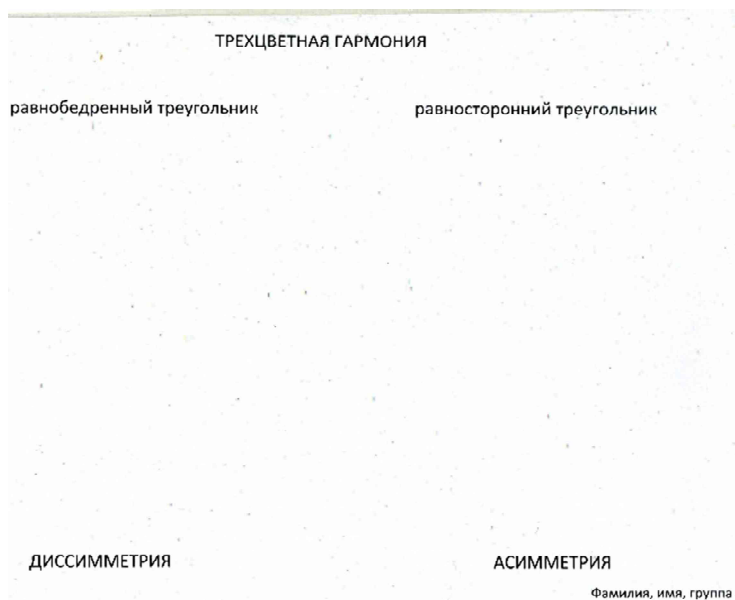 ТРЕХЦВЕТНАЯ ГАРМОНИЯ
равнобедренный треугольник
равносторонний треугольник
ДИССИММЕТРИЯ
АСИММЕТРИЯ
Фамилия, имя, группа